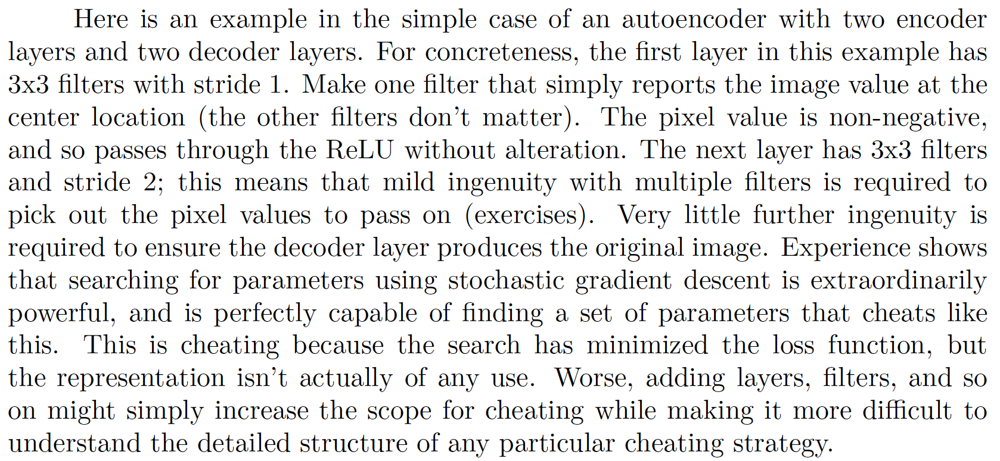 Here is an example in the simple case of an autoencoder with two encoder
layers and two decoder layers. For concreteness, the first layer in this example has
3x3 filters with stride 1. Make one filter that simply reports the image value at the
center location (the other filters don't matter). The pixel value is non-negative,
and so passes through the ReLU without alteration. The next layer has 3x3 filters
and stride 2; this means that mild ingenuity with multiple filters is required to
pick out the pixel values to pass on (exercises). Very little further ingenuity is
required to ensure the decoder layer produces the original image. Experience shows
that searching for parameters using stochastic gradient descent is extraordinarily
powerful, and is perfectly capable of finding a set of parameters that cheats like
this. This is cheating because the search has minimized the loss function, but
the representation isn't actually of any use. Worse, adding layers, filters, and so
on might simply increase the scope for cheating while making it more difficult to
understand the detailed structure of any particular cheating strategy.